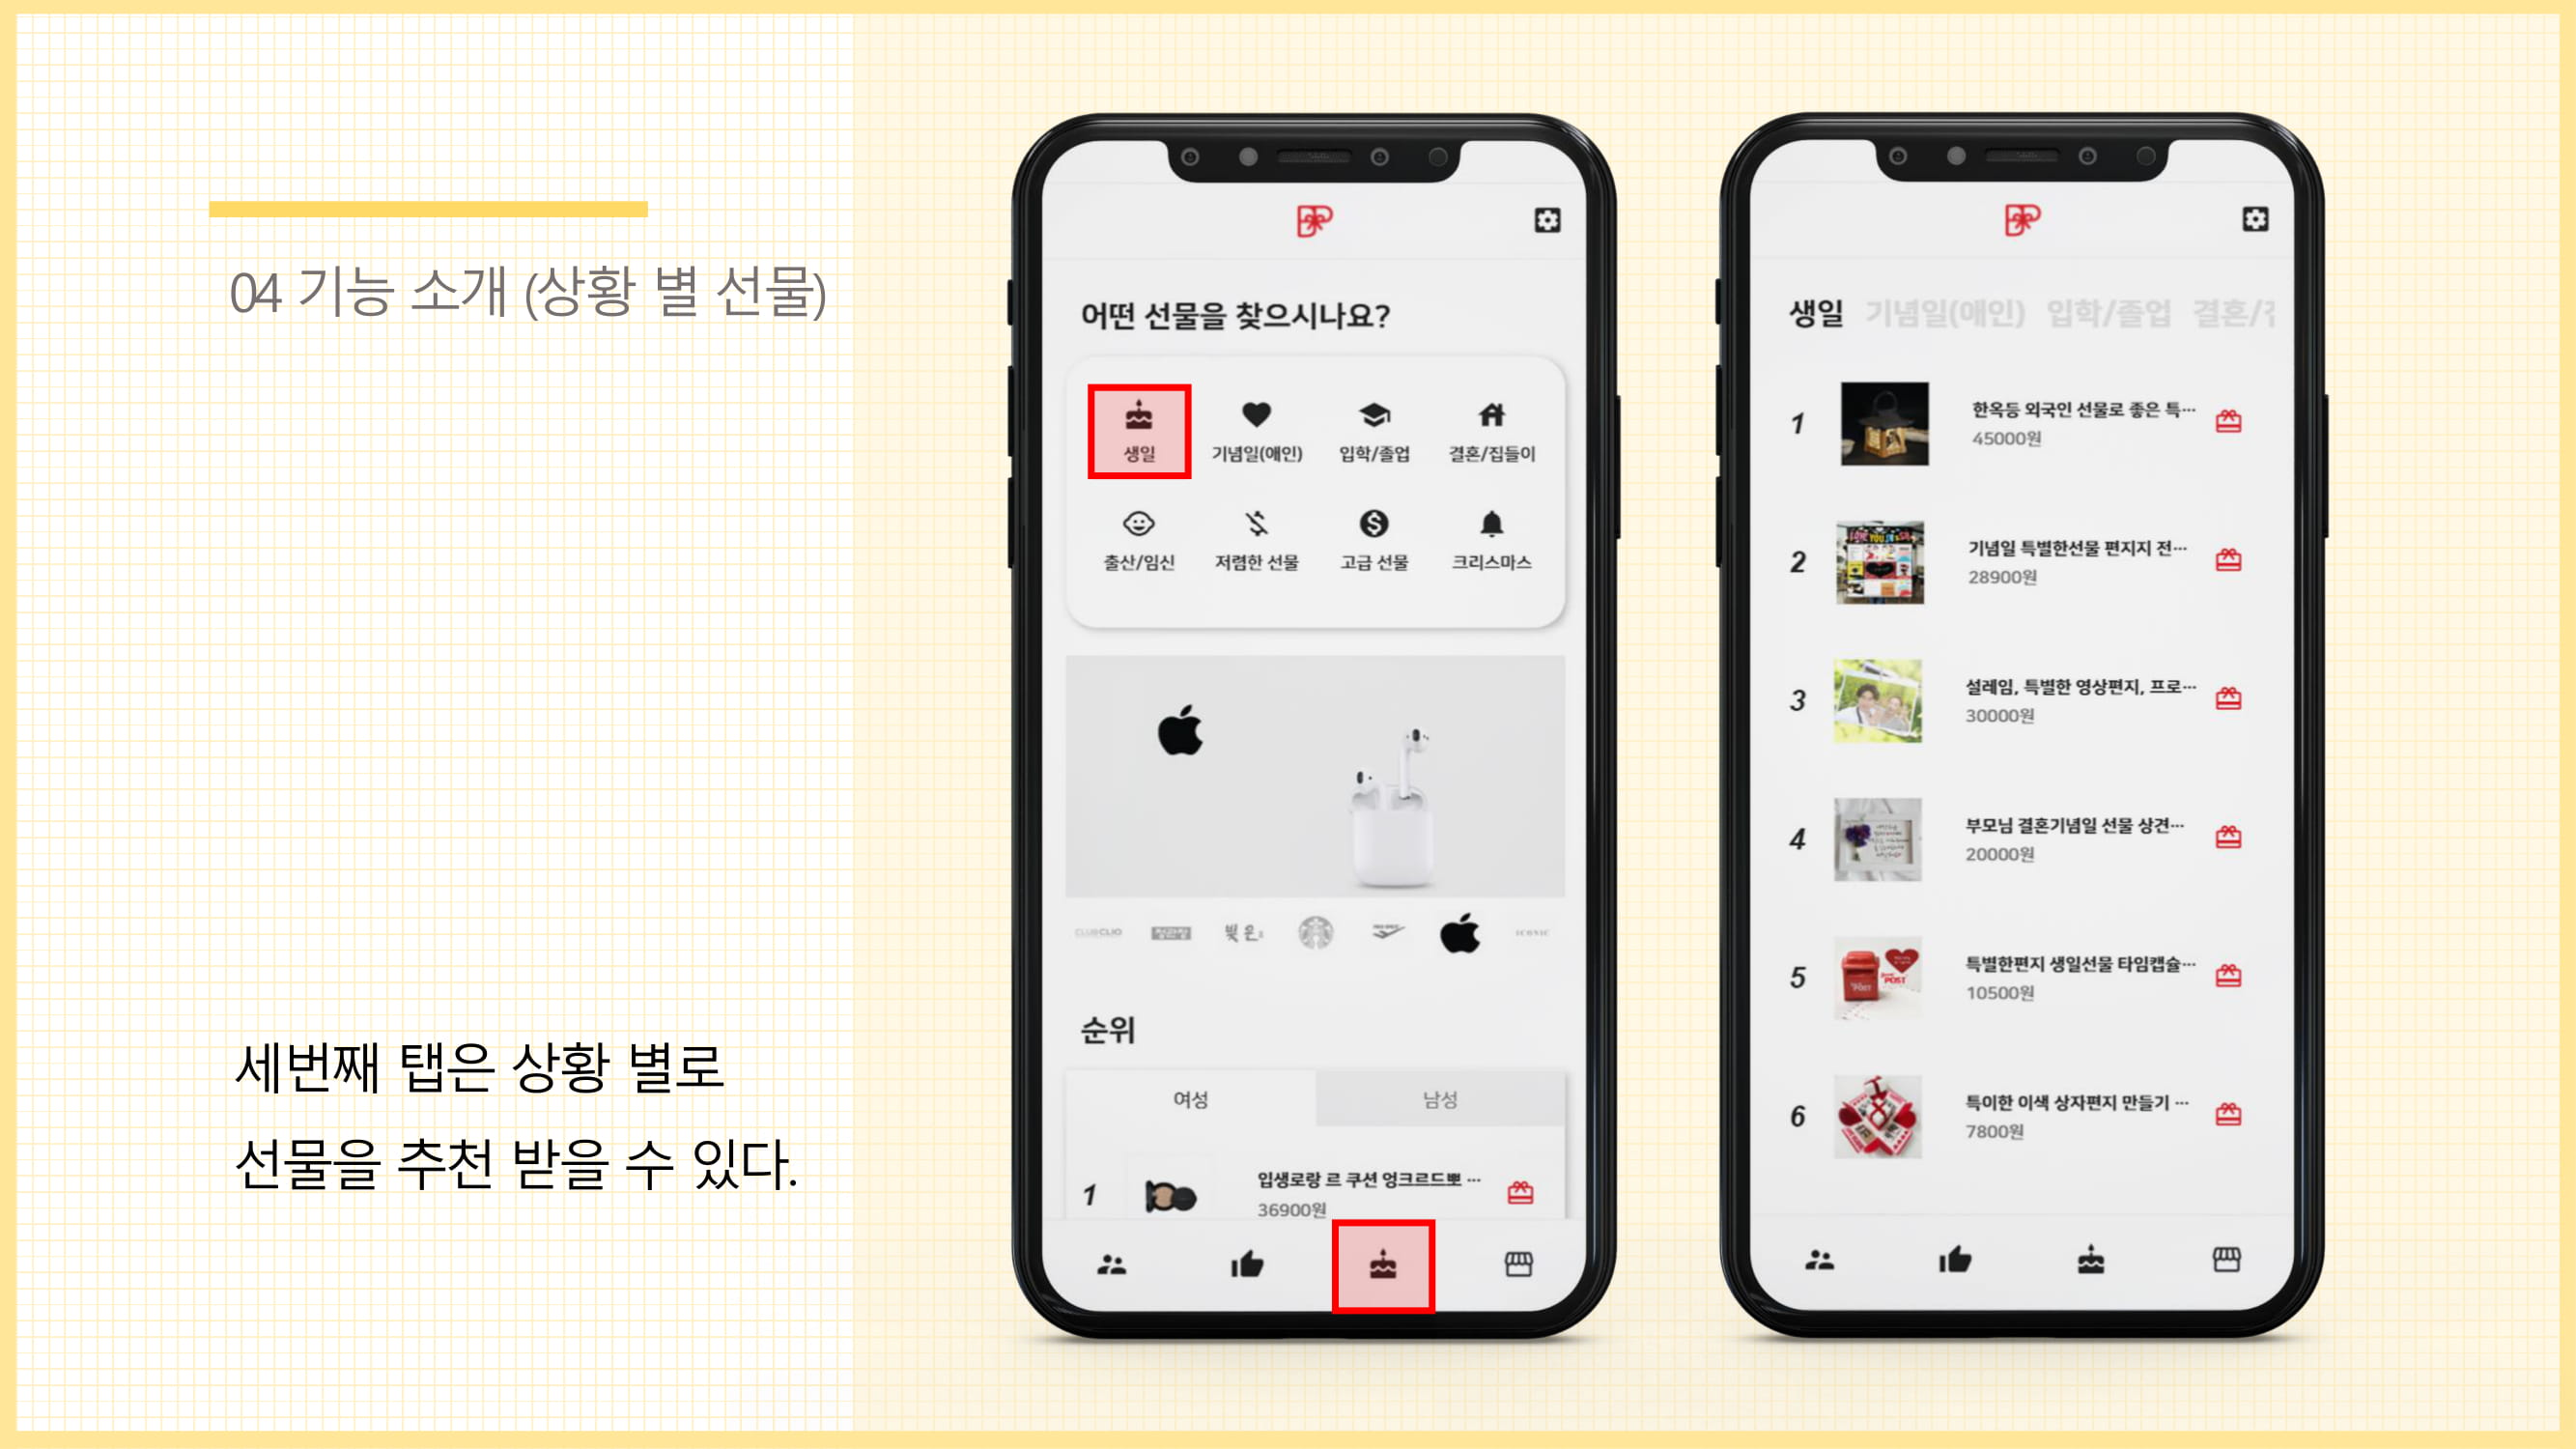 04 기능 소개 (상황 별 선물)
세번째 탭은 상황 별로
선물을 추천 받을 수 있다.
어떤 선물을 찾으시나요?
생일 기념일(애인) 입학/졸업 결혼/집들이
출산/임신 저렴한 선물 고급 선물 크리스마스
CLUB CLIO
ICONIC
순위
여성 남성
1 입생로랑 르 쿠션 엉크르드뽀 ...
36900원
생일 기념일(애인) 입학/졸업 결혼/집
1 한옥등 외국인 선물로 좋은 특...
45000원
2 기념일 특별한선물 편지지 전...
28900원
3 설레임, 특별한 영상편지, 프로...
30000원
4 부모님 결혼기념일 선물 상견...
20000원
5 특별한편지 생일선물 타임캡슐...
10500원
6 특이한 이색 상자편지 만들기 ...
7800원